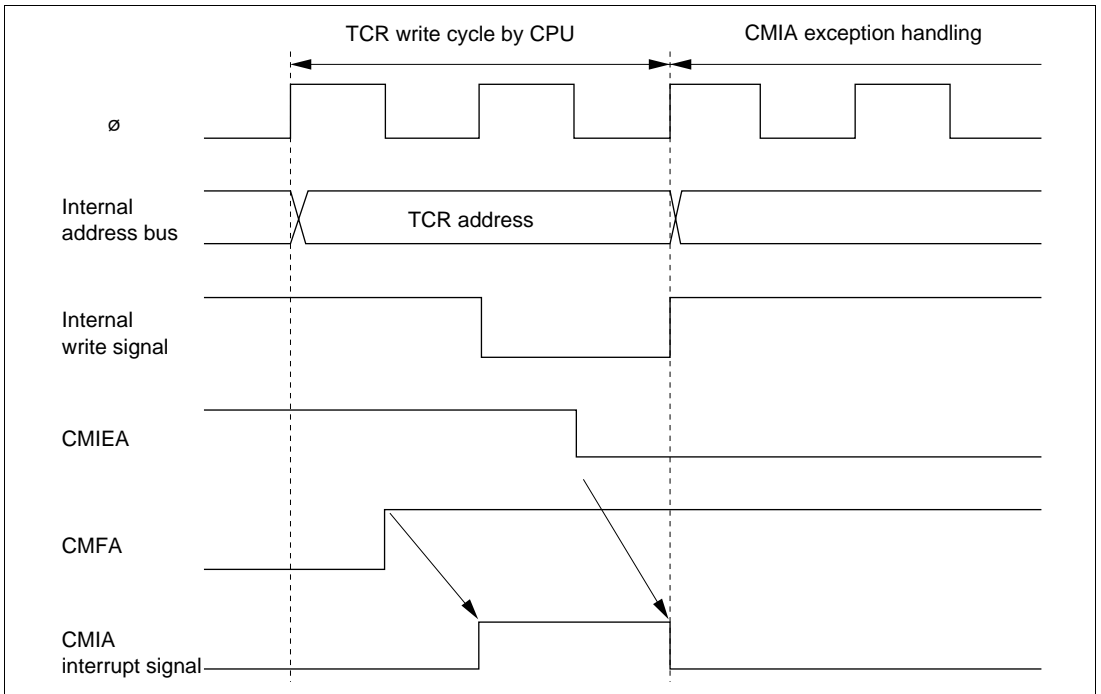 TCR write cycle by CPU
CMIA exception handling
ø
Internal
address bus
TCR address
Internal
write signal
CMIEA
CMFA
CMIA
interrupt signal